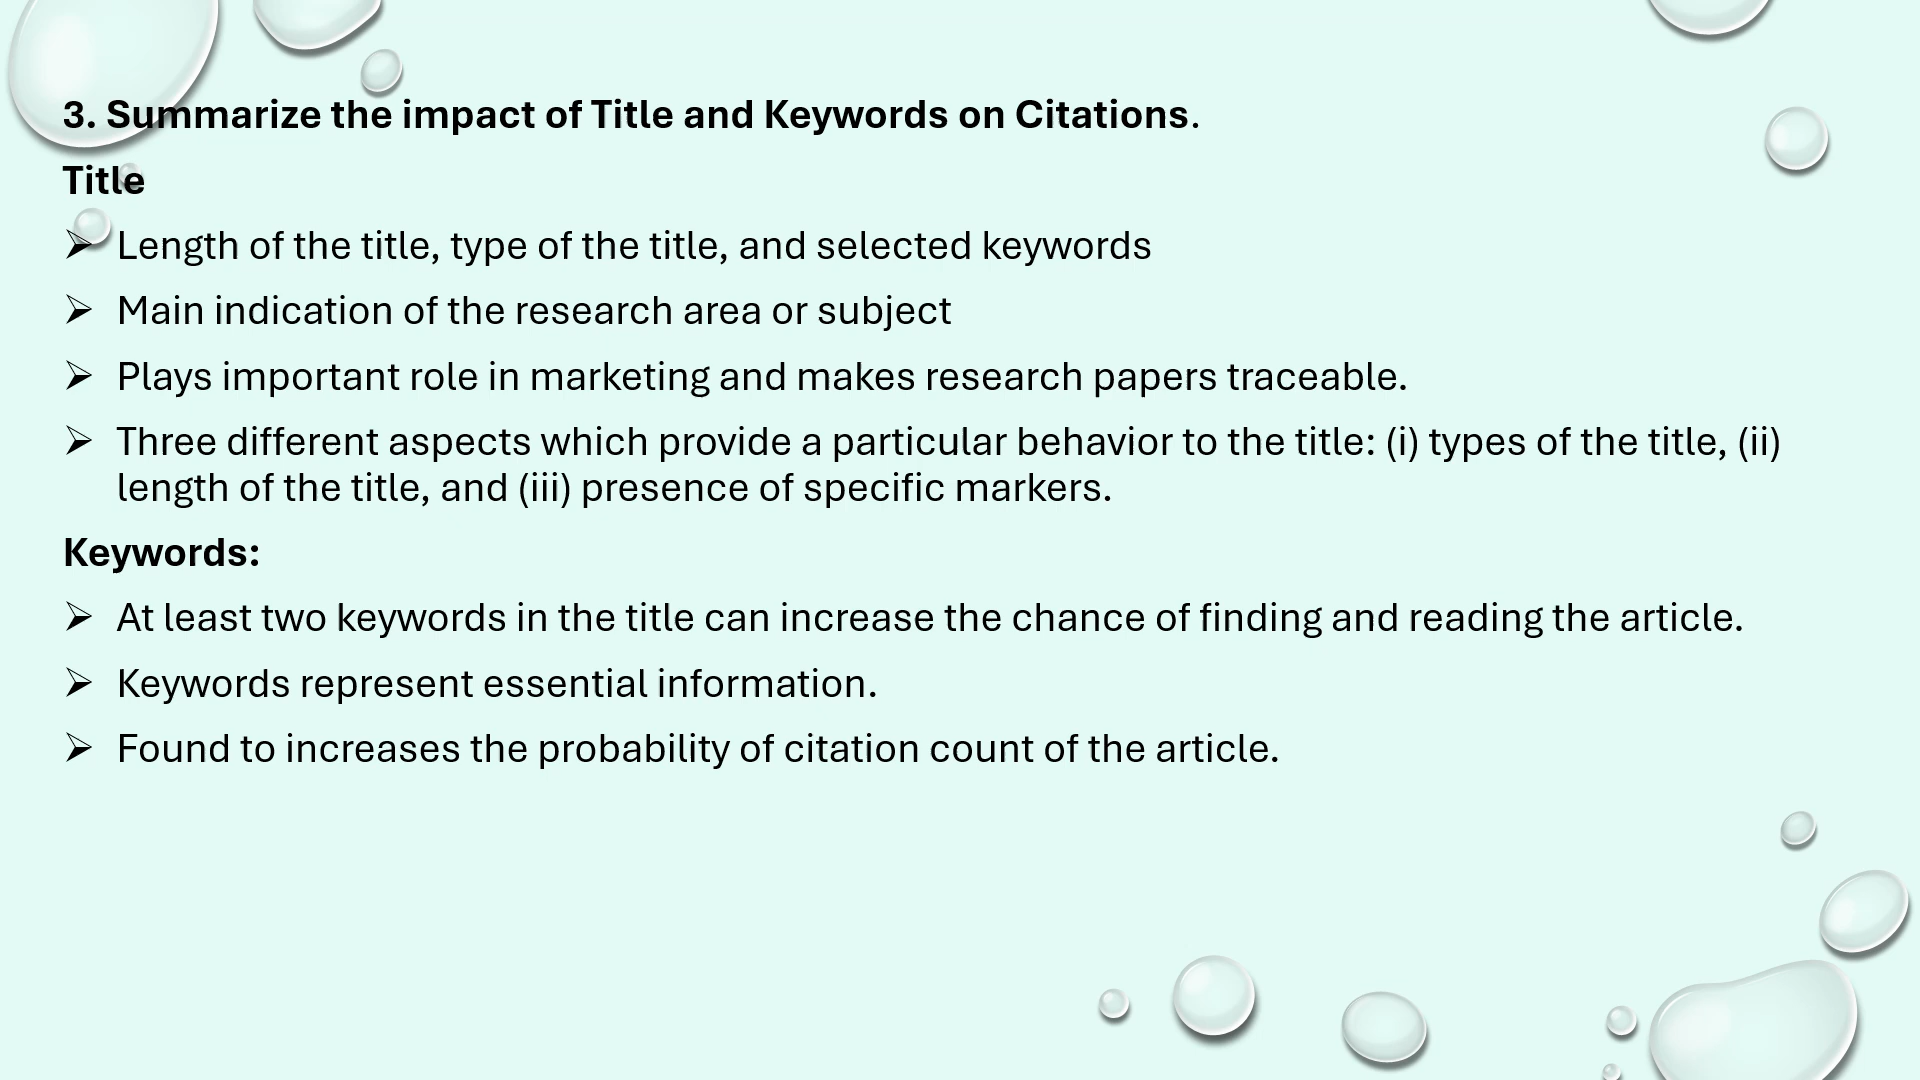 3. Summarize the impact of Title and Keywords on Citations.
Title
➢ Length of the title, type of the title, and selected keywords
➢ Main indication of the research area or subject
➢ Plays important role in marketing and makes research papers traceable.
➢ Three different aspects which provide a particular behavior to the title: (i) types of the title, (ii)
length of the title, and (iii) presence of specific markers.
Keywords:
➢ At least two keywords in the title can increase the chance of finding and reading the article.
➢ Keywords represent essential information.
➢ Found to increases the probability of citation count of the article.